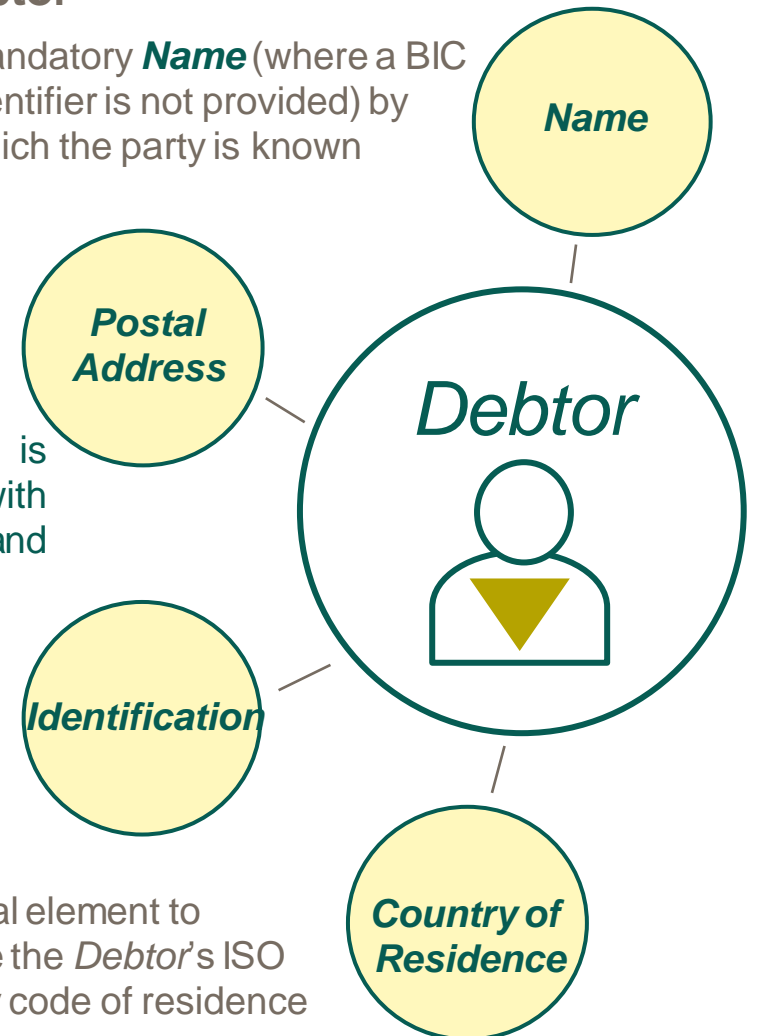 andatory Name (where a BIC
entifier is not provided) by
ich the party is known
Name
Postal
Address
Debtor
is
with
and
Identification
al element to
e the Debtor's ISO
code of residence
Country of
Residence